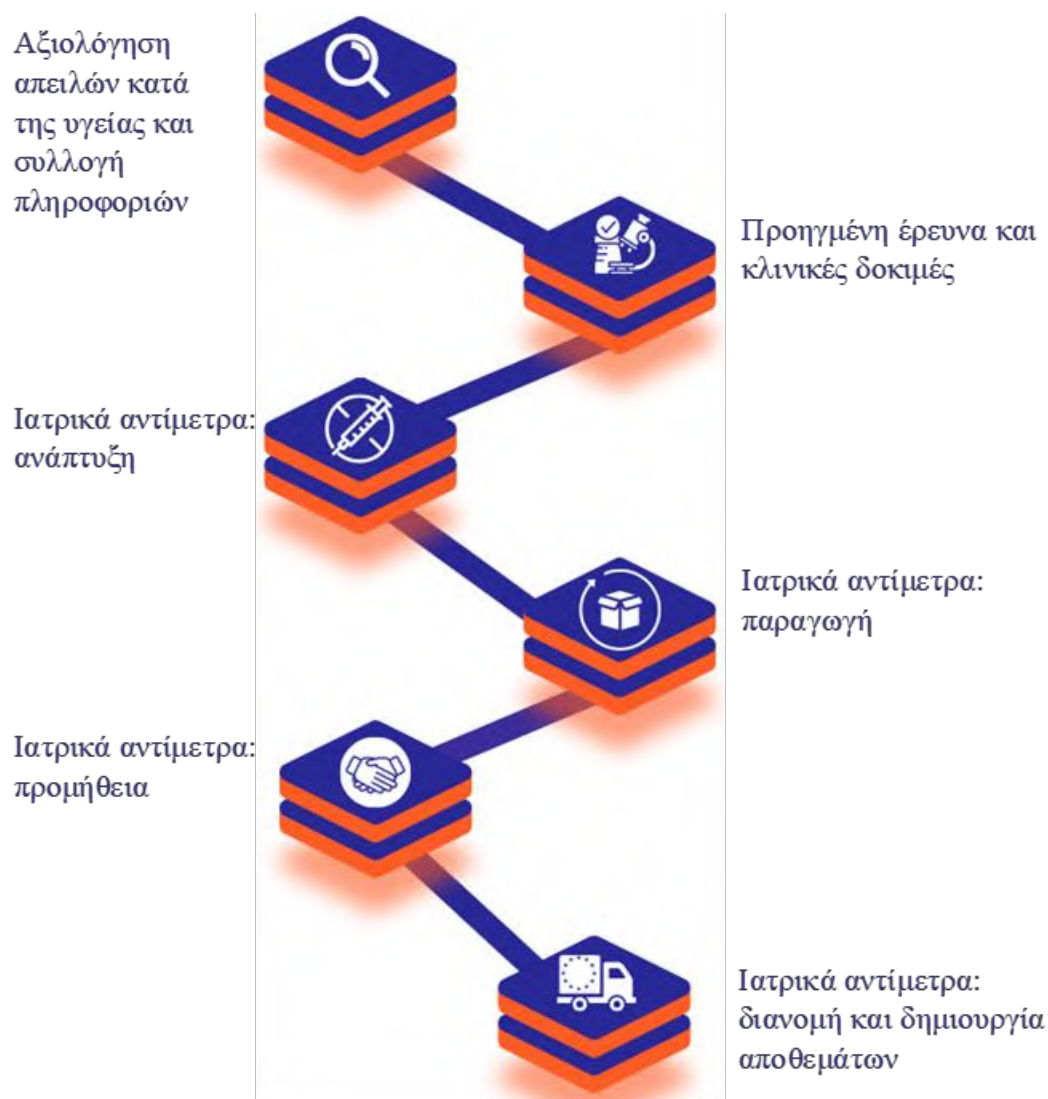 Αξιολόγηση
απειλών κατά
της υγείας και
συλλογή
πληροφοριών
Προηγμένη έρευνα και
κλινικές δοκιμές
Ιατρικά αντίμετρα:
ανάπτυξη
Ιατρικά αντίμετρα:
παραγωγή
Ιατρικά αντίμετρα:
προμήθεια
Ιατρικά αντίμετρα:
διανομή και δημιουργία
αποθεμάτων